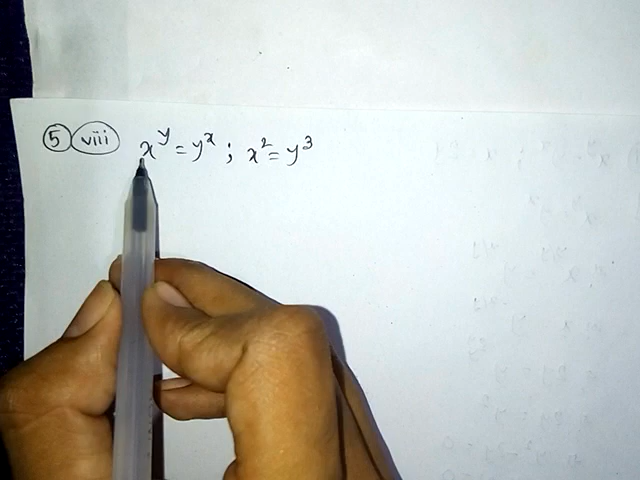 5 viii x^y = y^x ; x^2 = y^3